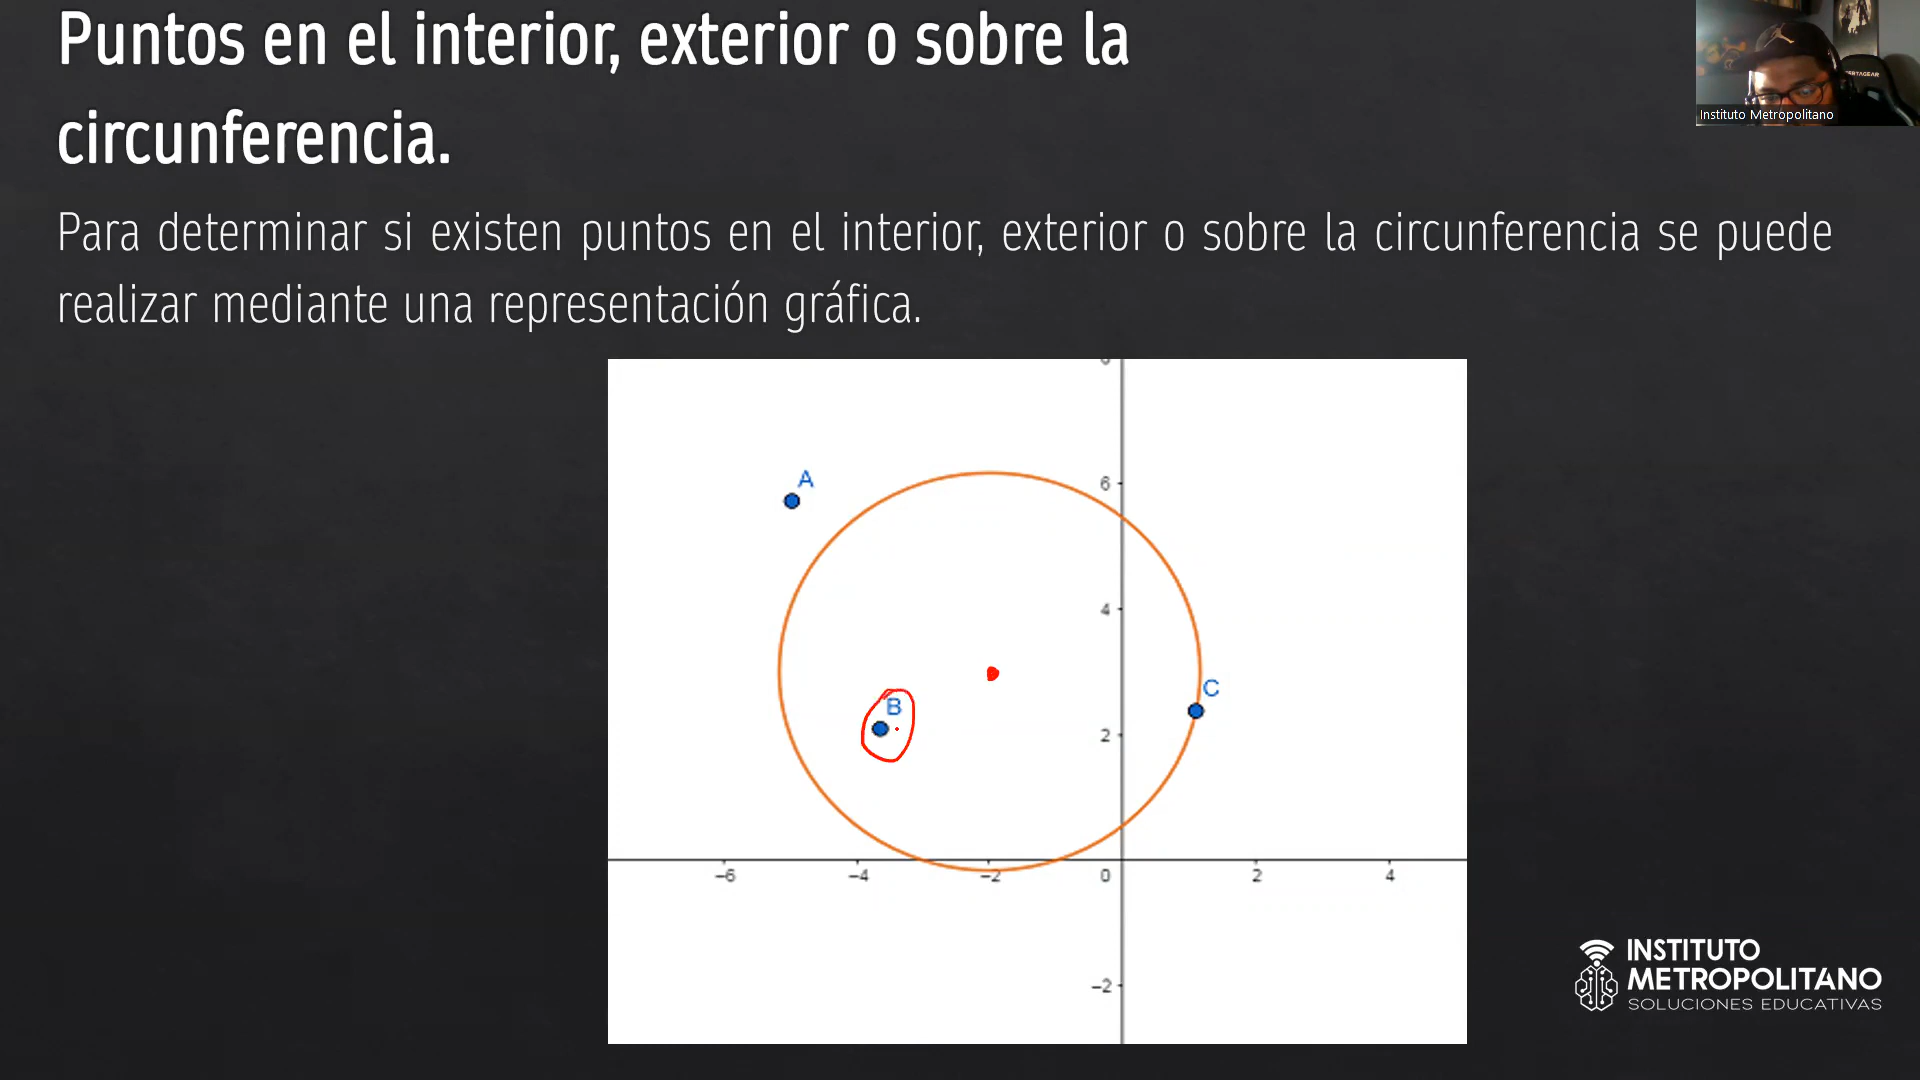 Puntos en el interior, exterior o sobre la
circunferencia.
Instituto Metropolitano
Para determinar si existen puntos en el interior, exterior o sobre la circunferencia se puede
realizar mediante una representación gráfica.
A
6
4
C
B
2
−6
−4
−2
0
2
4
−2
INSTITUTO
METROPOLITANO
SOLUCIONES EDUCATIVAS